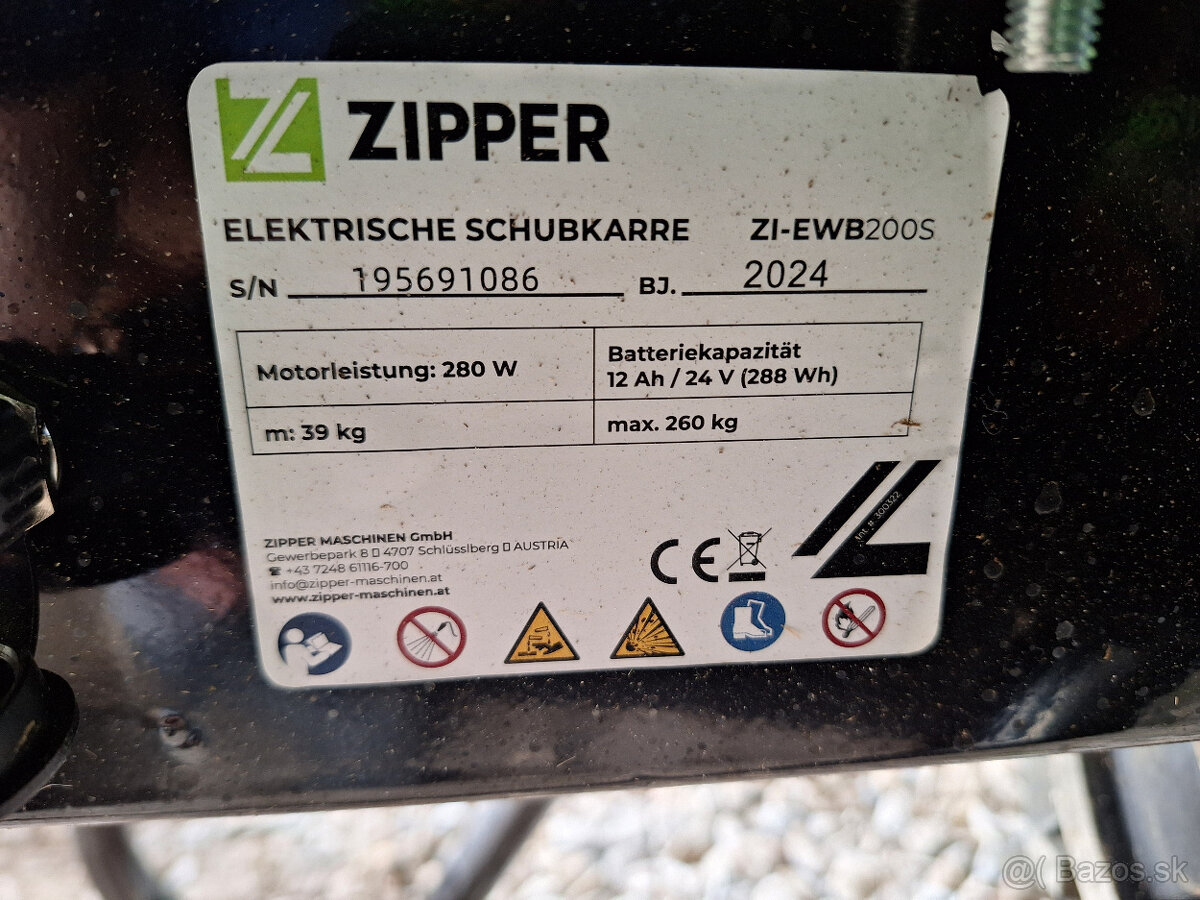 ZIPPER
ELEKTRISCHE SCHUBKARRE ZI-EWB200S
S/N 195691086 BJ. 2024
Motorleistung: 280 W
Batteriekapazität
12 Ah / 24 V (288 Wh)
m: 39 kg
max. 260 kg
ZIPPER MASCHINEN GmbH
Gewerbepark 8 ▯ 4707 Schlüsslberg ▯ AUSTRIA
☎ +43 7248 61116-700
info@zipper-maschinen.at
www.zipper-maschinen.at
CE
# 300322
@( Bazos.sk